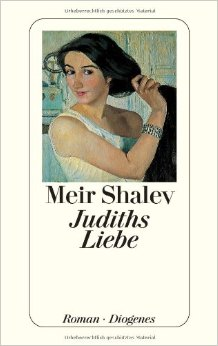 Urheberrechtlich geschütztes Material
Meir Shalev
Judiths
Liebe
Roman · Diogenes
Urheberrechtlich geschütztes Material